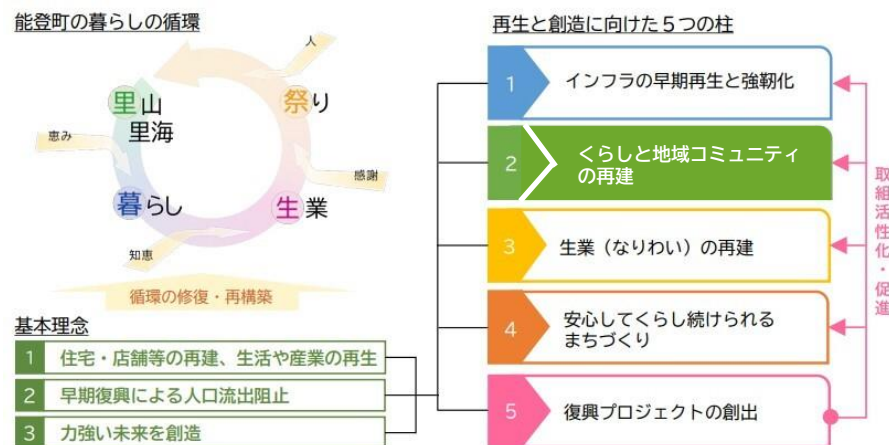 能登町の暮らしの循環
人
里山
里海
祭り
恵み
感謝
暮らし
生業
知恵
循環の修復・再構築
基本理念
1 住宅・店舗等の再建、生活や産業の再生
2 早期復興による人口流出阻止
3 力強い未来を創造
再生と創造に向けた5つの柱
1 インフラの早期再生と強靭化
2 くらしと地域コミュニティ
の再建
3 生業（なりわい）の再建
4 安心してくらし続けられる
まちづくり
5 復興プロジェクトの創出
取組活性化・促進